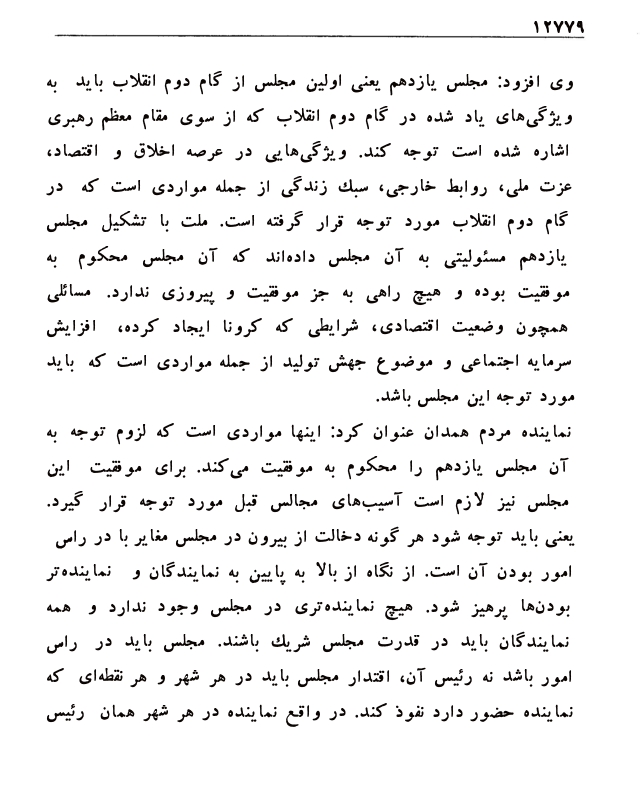 ۱۲۷۷۹
وی افزود: مجلس یازدهم یعنی اولین مجلس از گام دوم انقلاب باید به
ویژگی‌های یاد شده در گام دوم انقلاب که از سوی مقام معظم رهبری
اشاره شده است توجه کند. ویژگی‌هایی در عرصه اخلاق و اقتصاد،
عزت ملی، روابط خارجی، سبك زندگی از جمله مواردی است که در
گام دوم انقلاب مورد توجه قرار گرفته است. ملت با تشکیل مجلس
یازدهم مسئولیتی به آن مجلس داده‌اند که آن مجلس محکوم به
موفقیت بوده و هیچ راهی به جز موفقیت و پیروزی ندارد. مسائلی
همچون وضعیت اقتصادی، شرایطی که کرونا ایجاد کرده، افزایش
سرمایه اجتماعی و موضوع جهش تولید از جمله مواردی است که باید
مورد توجه این مجلس باشد.
نماینده مردم همدان عنوان کرد: اینها مواردی است که لزوم توجه به
آن مجلس یازدهم را محکوم به موفقیت می‌کند. برای موفقیت این
مجلس نیز لازم است آسیب‌های مجالس قبل مورد توجه قرار گیرد.
یعنی باید توجه شود هر گونه دخالت از بیرون در مجلس مغایر با در راس
امور بودن آن است. از نگاه از بالا به پایین به نمایندگان و نماینده‌تر
بودن‌ها پرهیز شود. هیچ نماینده‌تری در مجلس وجود ندارد و همه
نمایندگان باید در قدرت مجلس شریك باشند. مجلس باید در راس
امور باشد نه رئیس آن، اقتدار مجلس باید در هر شهر و هر نقطه‌ای که
نماینده حضور دارد نفوذ کند. در واقع نماینده در هر شهر همان رئیس